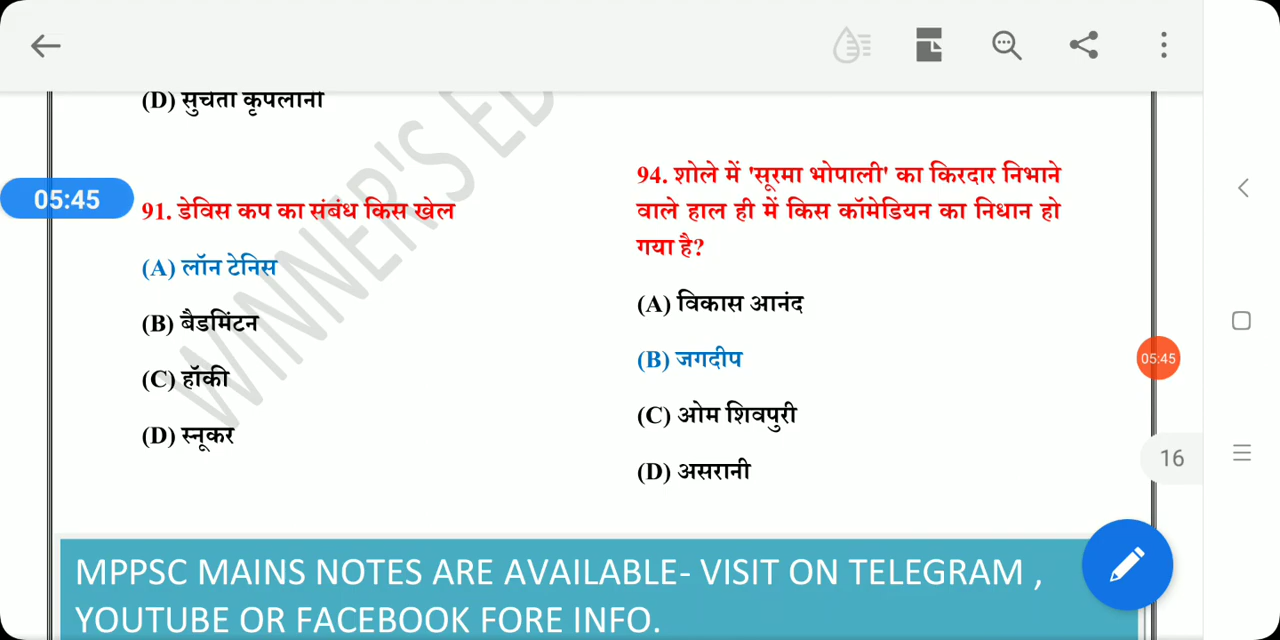 (D) सुचेता कृपलानी
05:45
91. डेविस कप का संबंध किस खेल
(A) लॉन टेनिस
(B) बैडमिंटन
(C) हॉकी
(D) स्नूकर
94. शोले में 'सूरमा भोपाली' का किरदार निभाने
वाले हाल ही में किस कॉमेडियन का निधान हो
गया है?
(A) विकास आनंद
(B) जगदीप
(C) ओम शिवपुरी
(D) असरानी
05:45
16
WINNER'S
MPPSC MAINS NOTES ARE AVAILABLE- VISIT ON TELEGRAM ,
YOUTUBE OR FACEBOOK FORE INFO.